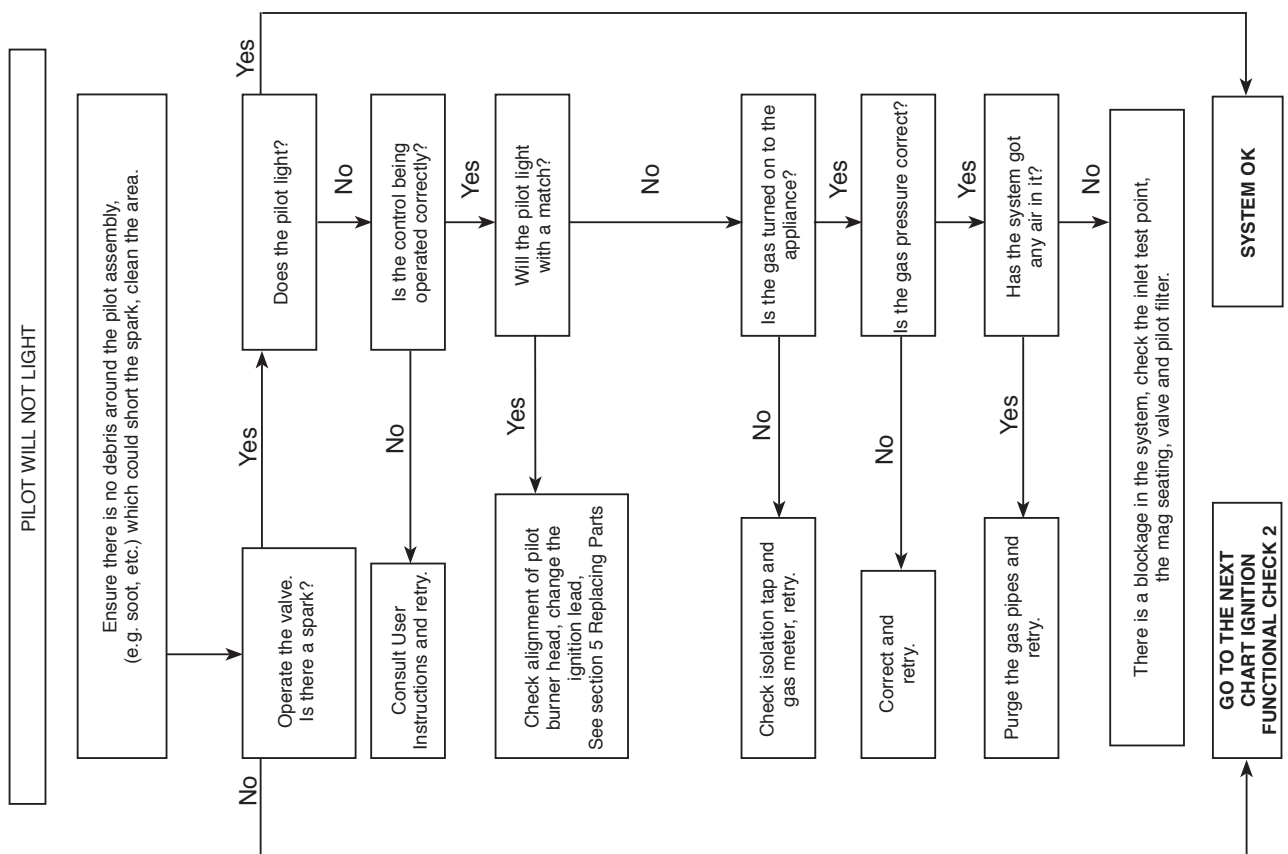 PILOT WILL NOT LIGHT
Ensure there is no debris around the pilot assembly,
(e.g. soot, etc.) which could short the spark, clean the area.
Operate the valve.
Is there a spark?
No
Yes
Does the pilot light?
Yes
No
Is the control being
operated correctly?
No
Consult User
Instructions and retry.
Yes
Will the pilot light
with a match?
Yes
Check alignment of pilot
burner head, change the
ignition lead,
See section 5 Replacing Parts
No
Is the gas turned on to the
appliance?
No
Check isolation tap and
gas meter, retry.
Yes
Is the gas pressure correct?
No
Correct and
retry.
Yes
Has the system got
any air in it?
Yes
Purge the gas pipes and
retry.
No
There is a blockage in the system, check the inlet test point,
the mag seating, valve and pilot filter.
GO TO THE NEXT
CHART IGNITION
FUNCTIONAL CHECK 2
SYSTEM OK